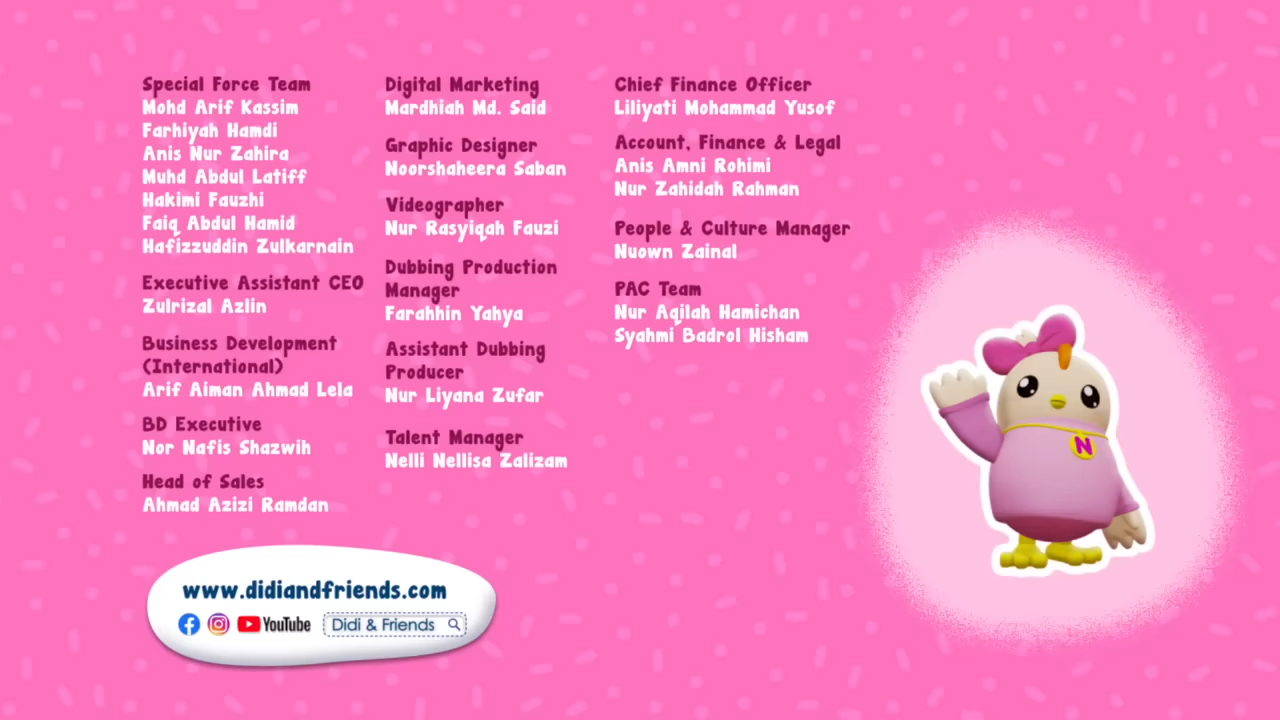 Special Force Team
Mohd Arif Kassim
Farhiyah Hamdi
Anis Nur Zahira
Muhd Abdul Latiff
Hakimi Fauzhi
Faiq Abdul Hamid
Hafizzuddin Zulkarnain
Executive Assistant CEO
Zulrizal Azlin
Business Development
(International)
Arif Aiman Ahmad Lela
BD Executive
Nor Nafis Shazwih
Head of Sales
Ahmad Azizi Ramdan
Digital Marketing
Mardhiah Md. Said
Graphic Designer
Noorshaheera Saban
Videographer
Nur Rasyiqah Fauzi
Dubbing Production
Manager
Farahhin Yahya
Assistant Dubbing
Producer
Nur Liyana Zufar
Talent Manager
Nelli Nellisa Zalizam
Chief Finance Officer
Liliyati Mohammad Yusof
Account, Finance & Legal
Anis Amni Rohimi
Nur Zahidah Rahman
People & Culture Manager
Nuown Zainal
PAC Team
Nur Aqilah Hamichan
Syahmi Badrol Hisham
N
www.didiandfriends.com
YouTube Didi & Friends